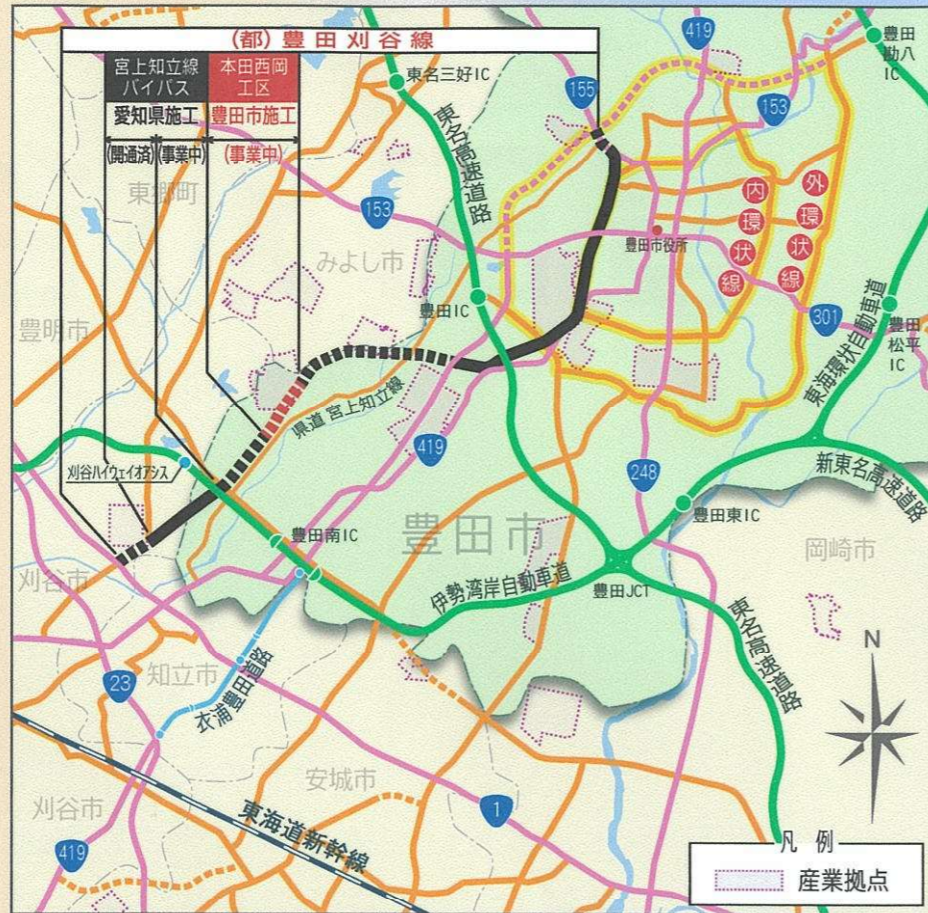 (都)豊田刈谷線
宮上知立線
バイパス
本田西岡
工区
愛知県施工
豊田市施工
(開通済)
(事業中)
(事業中)
東名三好IC
419
豊田
勘八
IC
155
153
東名高速道路
東郷町
153
内環状線
外環状線
豊田市役所
みよし市
豊田IC
301
豊明市
豊田
松平
IC
東海環状自動車道
県道 宮上知立線
419
刈谷ハイウェイオアシス
248
新東名高速道路
豊田東IC
豊田南IC
豊田市
岡崎市
刈谷市
伊勢湾岸自動車道
豊田JCT
東名高速道路
N
知立市
23
衣浦豊田道路
安城市
刈谷市
東海道新幹線
1
419
凡例
産業拠点